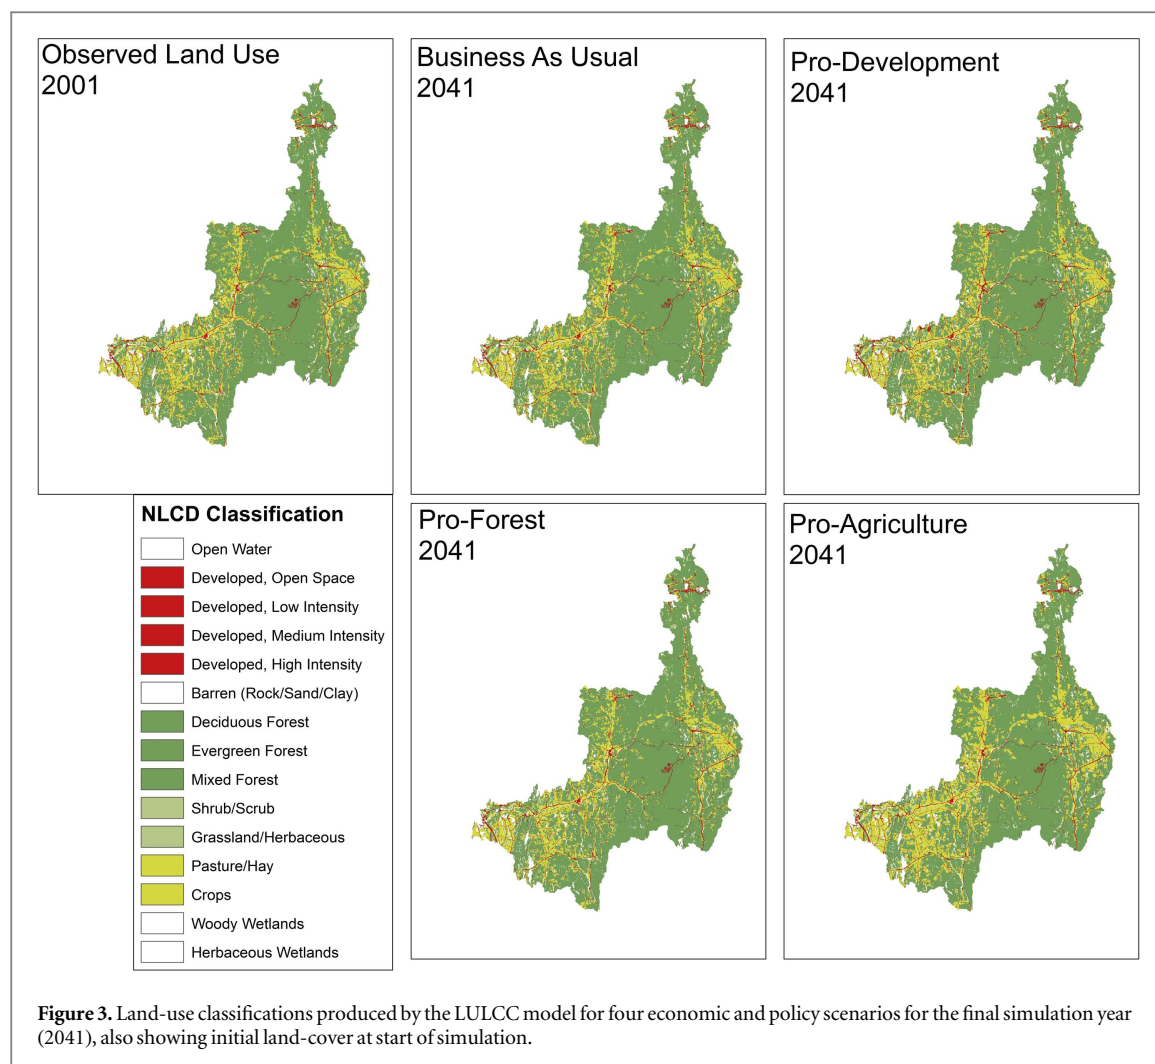 Observed Land Use
2001
Business As Usual
2041
Pro-Development
2041
NLCD Classification
Open Water
Developed, Open Space
Developed, Low Intensity
Developed, Medium Intensity
Developed, High Intensity
Barren (Rock/Sand/Clay)
Deciduous Forest
Evergreen Forest
Mixed Forest
Shrub/Scrub
Grassland/Herbaceous
Pasture/Hay
Crops
Woody Wetlands
Herbaceous Wetlands
Pro-Forest
2041
Pro-Agriculture
2041
Figure 3. Land-use classifications produced by the LULCC model for four economic and policy scenarios for the final simulation year
(2041), also showing initial land-cover at start of simulation.